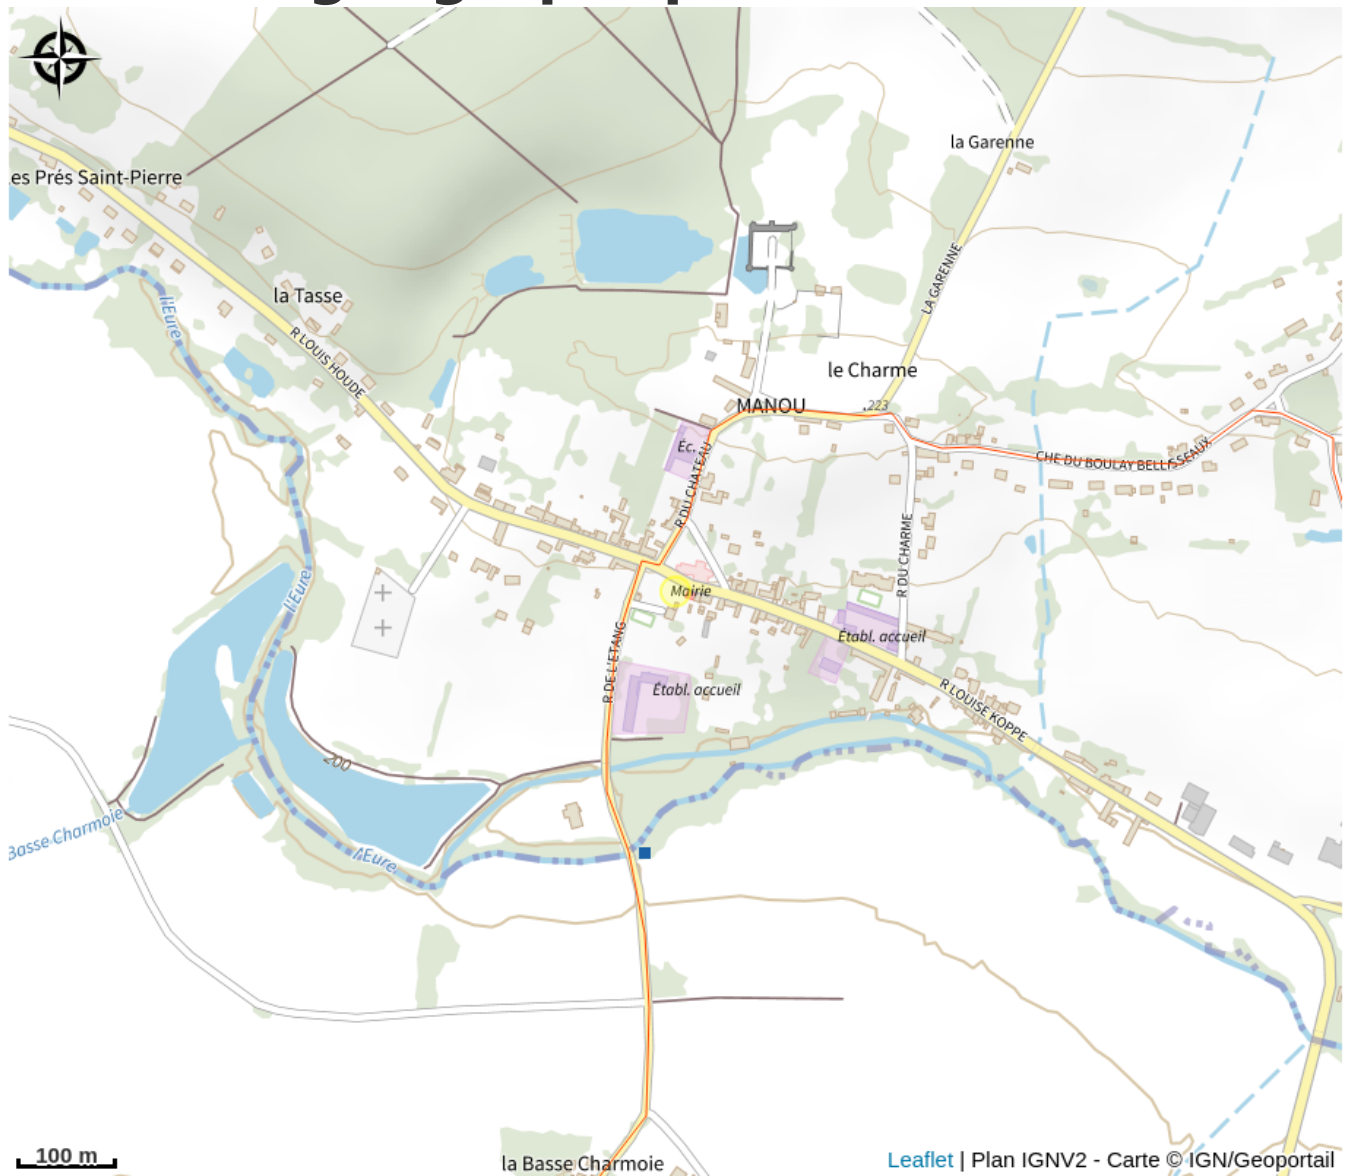 la Garenne
es Prés Saint-Pierre
LA GARENNE
la Tasse
l'Eure
R LOUIS HOUDE
le Charme
MANOU
223
Éc.
R DU CHATEAU
CHE DU BOULAY BELLISSEAUX
R DU CHARME
l'Eure
Mairie
Établ. accueil
R DE L'ETANG
Établ. accueil
R LOUISE KOPPE
200
Basse Charmoie
l'Eure
la Basse Charmoie
100 m
Leaflet | Plan IGNV2 - Carte © IGN/Geoportail